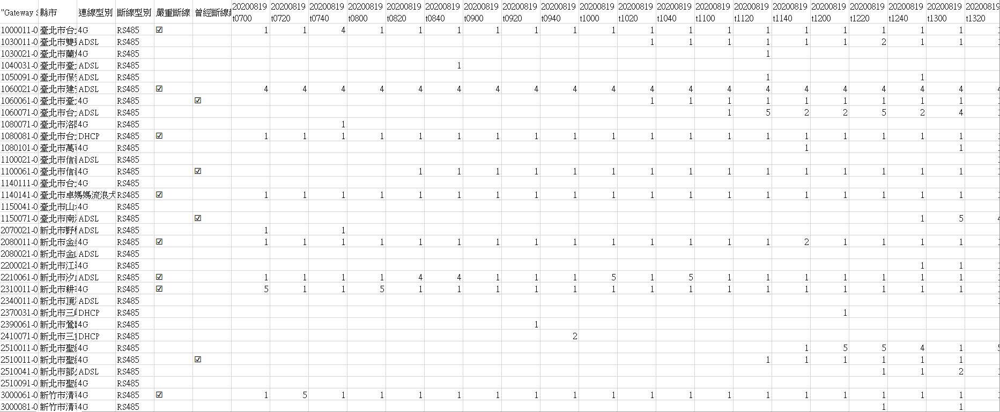 "Gateway 縣市 連線型別 斷線型別 嚴重斷線 曾經斷線 20200819 20200819 20200819 20200819 20200819 20200819 20200819 20200819 20200819 20200819 20200819 20200819 20200819 20200819 20200819 20200819 20200819 20200819 20200819 20200819
t0700 t0720 t0740 t0800 t0820 t0840 t0900 t0920 t0940 t1000 t1020 t1040 t1100 t1120 t1140 t1200 t1220 t1240 t1300 t1320
1000011-0 臺北市台 4G RS485 ☑ 1 1 4 1 1 1 1 1 1 1 1 1 1 1 1 1 1 1 1
1030011-0 臺北市雙 ADSL RS485 1 1 1 1 1 1 2 1 1
1030021-0 臺北市蘭 4G RS485 1
1040031-0 臺北市臺 ADSL RS485 1
1050091-0 臺北市保 ADSL RS485 1 1
1060021-0 臺北市建 ADSL RS485 ☑ 4 4 4 4 4 4 4 4 4 4 4 4 4 4 4 4 4 4 4
1060061-0 臺北市臺 4G RS485 ☑ 1 1 1 1 1 1 1 1 1
1060071-0 臺北市台 ADSL RS485 1 5 2 2 5 2 4
1080071-0 臺北市洛 4G RS485 1
1080081-0 臺北市台 DHCP RS485 ☑ 1 1 1 1 1 1 1 1 1 1 1 1 1 1 1 1 1 1 1
1080101-0 臺北市萬 4G RS485 1 1
1100021-0 臺北市信 ADSL RS485
1100061-0 臺北市信 4G RS485 ☑ 1 1 1 1 1 1 1 1 1 1 1 1 1 1 1
1140111-0 臺北市台 4G RS485
1140141-0 臺北市卓媽媽流浪犬 RS485 ☑ 1 1 1 1 1 1 1 1 1 1 1 1 1 1 1 1 1 1 1
1150041-0 臺北市山 4G RS485
1150071-0 臺北市南 ADSL RS485 ☑ 1 5
2070021-0 新北市野 ADSL RS485 1 1
2080011-0 新北市金 4G RS485 ☑ 1 1 1 1 1 1 1 1 1 1 1 1 1 1 2 1 1 1 1
2080021-0 新北市金 ADSL RS485
2200021-0 新北市江 4G RS485 1 1
2210061-0 新北市汐 ADSL RS485 ☑ 1 1 1 1 4 4 1 1 1 5 1 5 1 1 1 1 1 1 1
2310011-0 新北市耕 4G RS485 ☑ 5 1 1 5 1 1 1 1 1 1 1 1 1 1 1 1 1 1 1
2340011-0 新北市頂 ADSL RS485
2370031-0 新北市三 DHCP RS485 1
2390061-0 新北市鶯 4G RS485 1
2410071-0 新北市三 DHCP RS485 2
2510011-0 新北市聖 4G RS485 1 5 5 4 1
2510011-0 新北市聖 4G RS485 ☑ 1 1 1 1 1 1
2510041-0 新北市鄧 ADSL RS485 1 1 2
2510091-0 新北市聖 4G RS485
3000061-0 新竹市清 4G RS485 ☑ 1 5 1 1 1 1 1 1 1 1 1 1 1 1 1 1 1 1 1
3000081-0 新竹市清 4G RS485 1 1